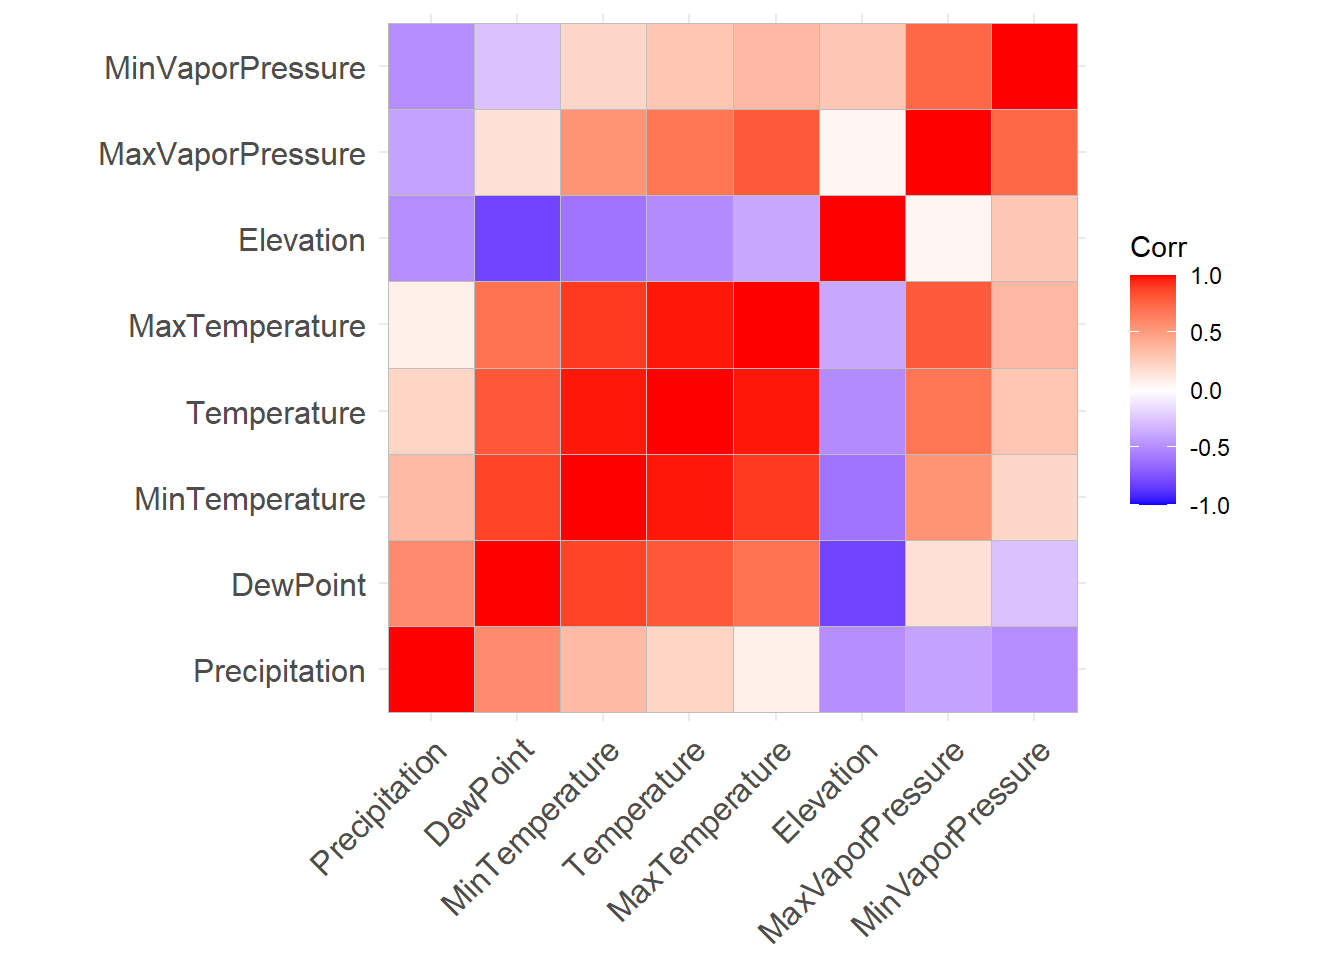 MinVaporPressure
MaxVaporPressure
Elevation
MaxTemperature
Temperature
MinTemperature
DewPoint
Precipitation
Precipitation
DewPoint
MinTemperature
Temperature
MaxTemperature
Elevation
MaxVaporPressure
MinVaporPressure
Corr
1.0
0.5
0.0
-0.5
-1.0